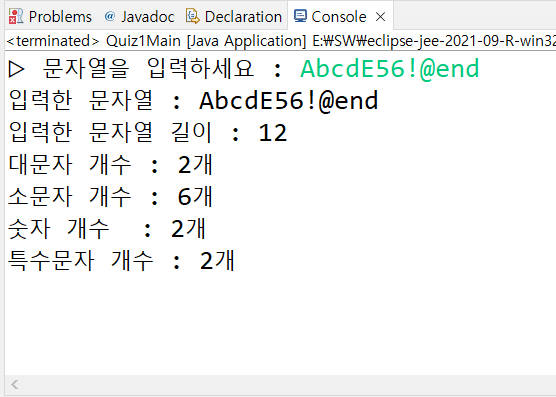 Problems Javadoc Declaration Console
<terminated> Quiz1Main [Java Application] E:₩SW₩eclipse-jee-2021-09-R-win32
▷ 문자열을 입력하세요 : AbcdE56!@end
입력한 문자열 : AbcdE56!@end
입력한 문자열 길이 : 12
대문자 개수 : 2개
소문자 개수 : 6개
숫자 개수  : 2개
특수문자 개수 : 2개